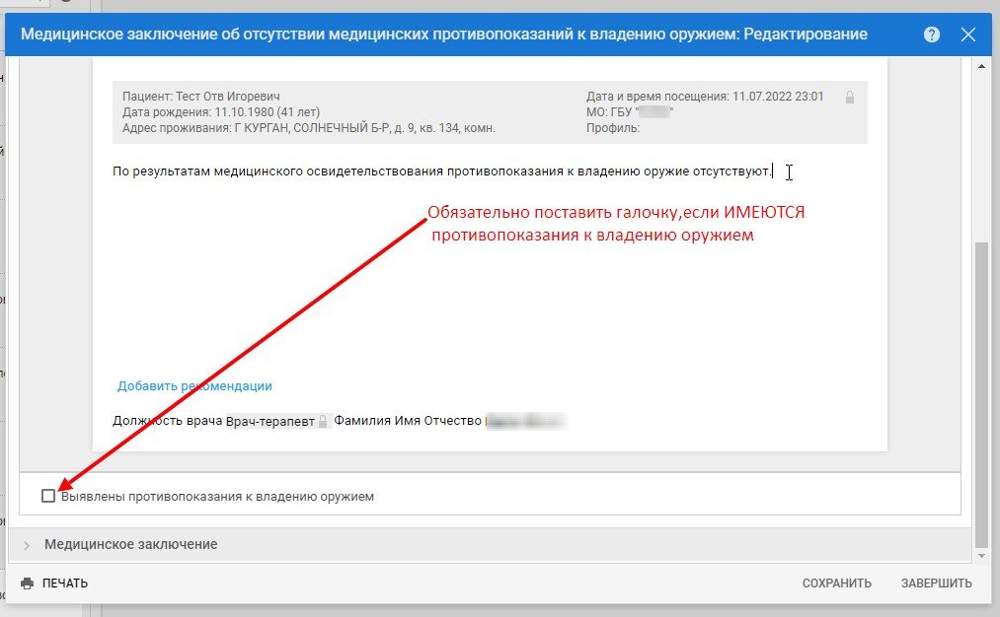 Медицинское заключение об отсутствии медицинских противопоказаний к владению оружием: Редактирование
Пациент: Тест Отв Игоревич
Дата и время посещения: 11.07.2022 23:01
Дата рождения: 11.10.1980 (41 лет)
МО: ГБУ " "
Адрес проживания: Г КУРГАН, СОЛНЕЧНЫЙ Б-Р, д. 9, кв. 134, комн.
Профиль:
По результатам медицинского освидетельствования противопоказания к владению оружие отсутствуют.
Обязательно поставить галочку,если ИМЕЮТСЯ
противопоказания к владению оружием
Добавить рекомендации
Должность врача Врач-терапевт Фамилия Имя Отчество
Выявлены противопоказания к владению оружием
Медицинское заключение
ПЕЧАТЬ
СОХРАНИТЬ
ЗАВЕРШИТЬ